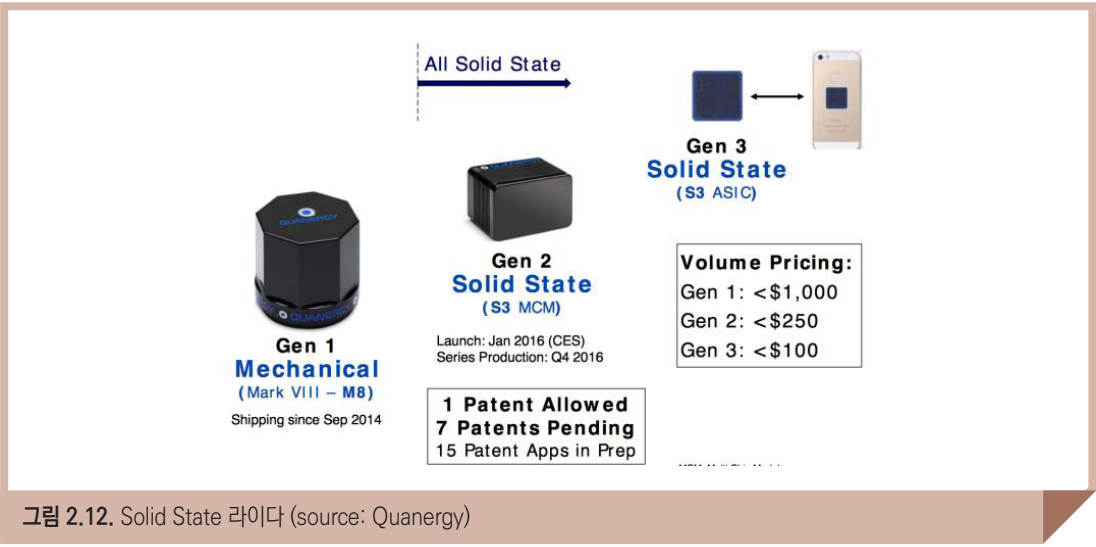 All Solid State
Gen 3
Solid State
(S3 ASIC)
QUANERGY
Gen 2
Solid State
(S3 MCM)
Launch: Jan 2016 (CES)
Series Production: Q4 2016
Volume Pricing:
Gen 1: <$1,000
Gen 2: <$250
Gen 3: <$100
QUANERGY
QUANERGY
Gen 1
Mechanical
(Mark VIII – M8)
Shipping since Sep 2014
1 Patent Allowed
7 Patents Pending
15 Patent Apps in Prep
그림 2.12. Solid State 라이다 (source: Quanergy)